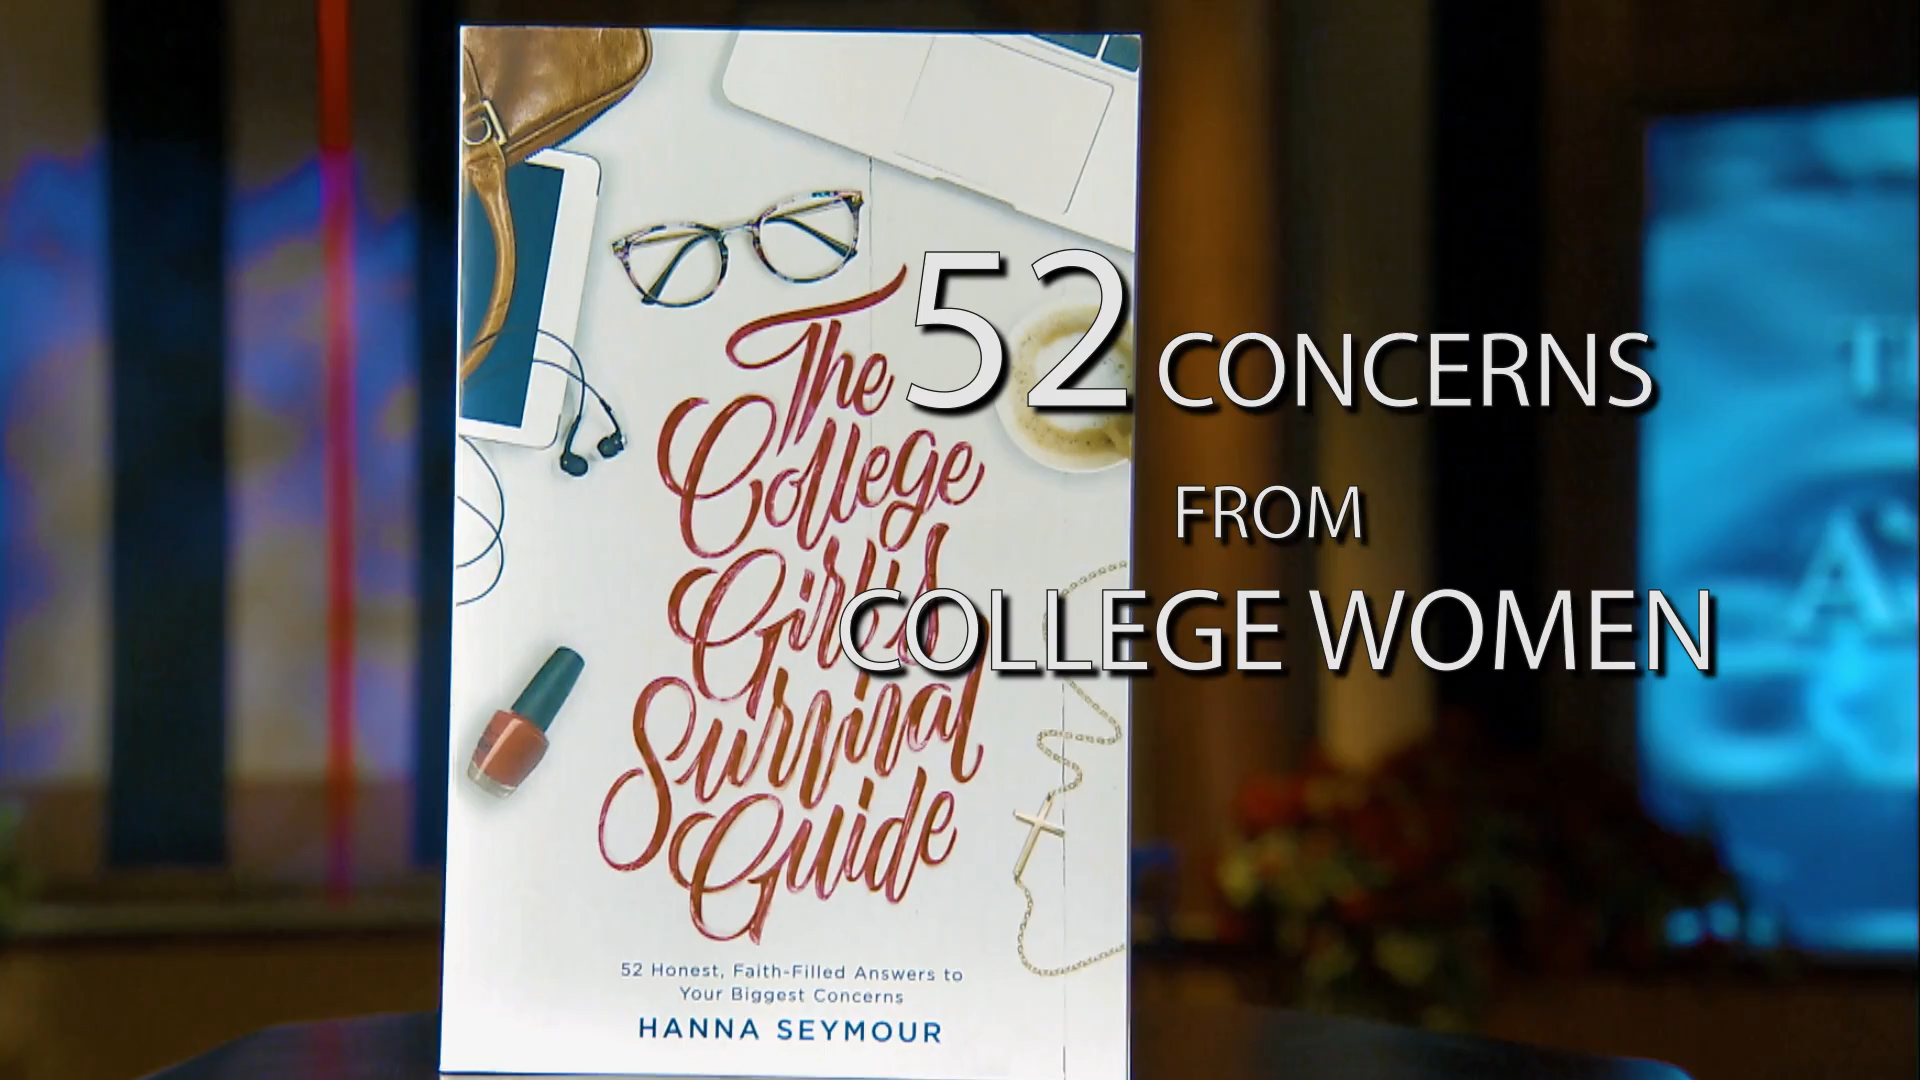 The
College
Girl's
Survival
Guide
52 Honest, Faith-Filled Answers to
Your Biggest Concerns
HANNA SEYMOUR
52 CONCERNS
FROM
COLLEGE WOMEN